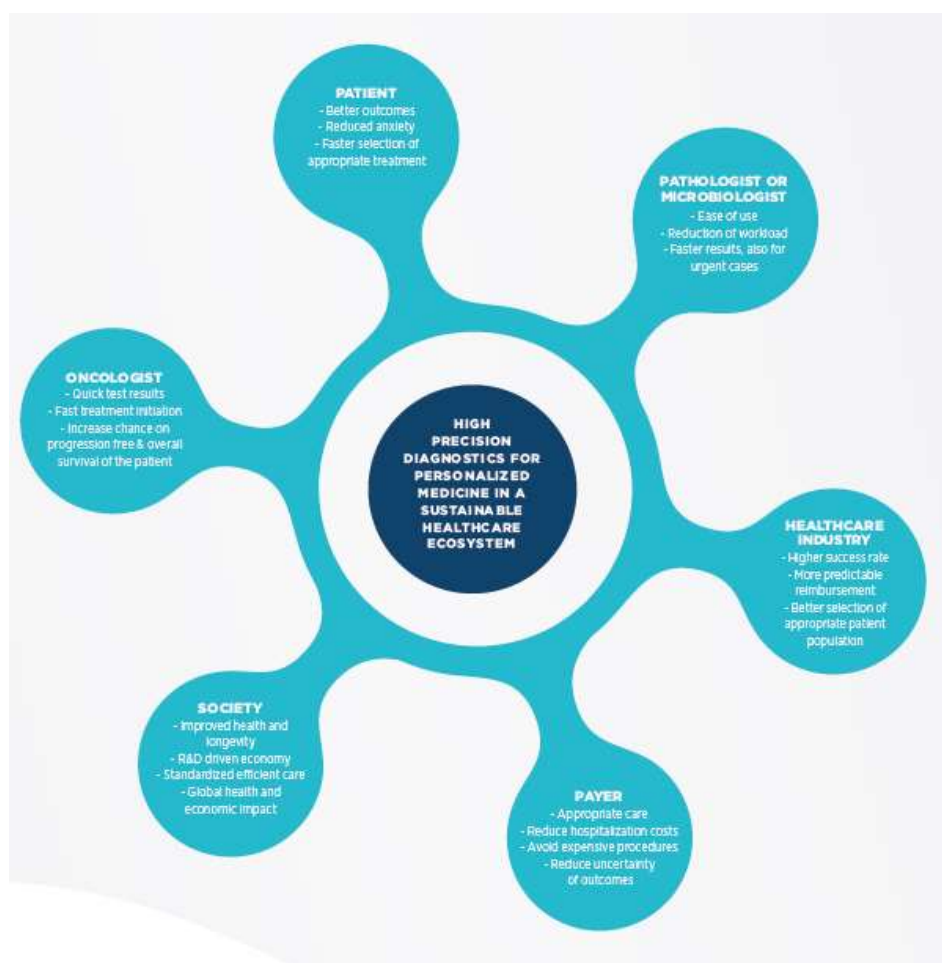 PATIENT
- Better outcomes
- Reduced anxiety
- Faster selection of
appropriate treatment
PATHOLOGIST OR
MICROBIOLOGIST
- Ease of use
- Reduction of workload
- Faster results, also for
urgent cases
ONCOLOGIST
- Quick test results
- Fast treatment initiation
- Increase chance on
progression free & overall
survival of the patient
HIGH
PRECISION
DIAGNOSTICS FOR
PERSONALIZED
MEDICINE IN A
SUSTAINABLE
HEALTHCARE
ECOSYSTEM
HEALTHCARE
INDUSTRY
- Higher success rate
- More predictable
reimbursement
- Better selection of
appropriate patient
population
SOCIETY
- Improved health and
longevity
- R&D driven economy
- Standardized efficient care
- Global health and
economic impact
PAYER
- Appropriate care
- Reduce hospitalization costs
- Avoid expensive procedures
- Reduce uncertainty
of outcomes